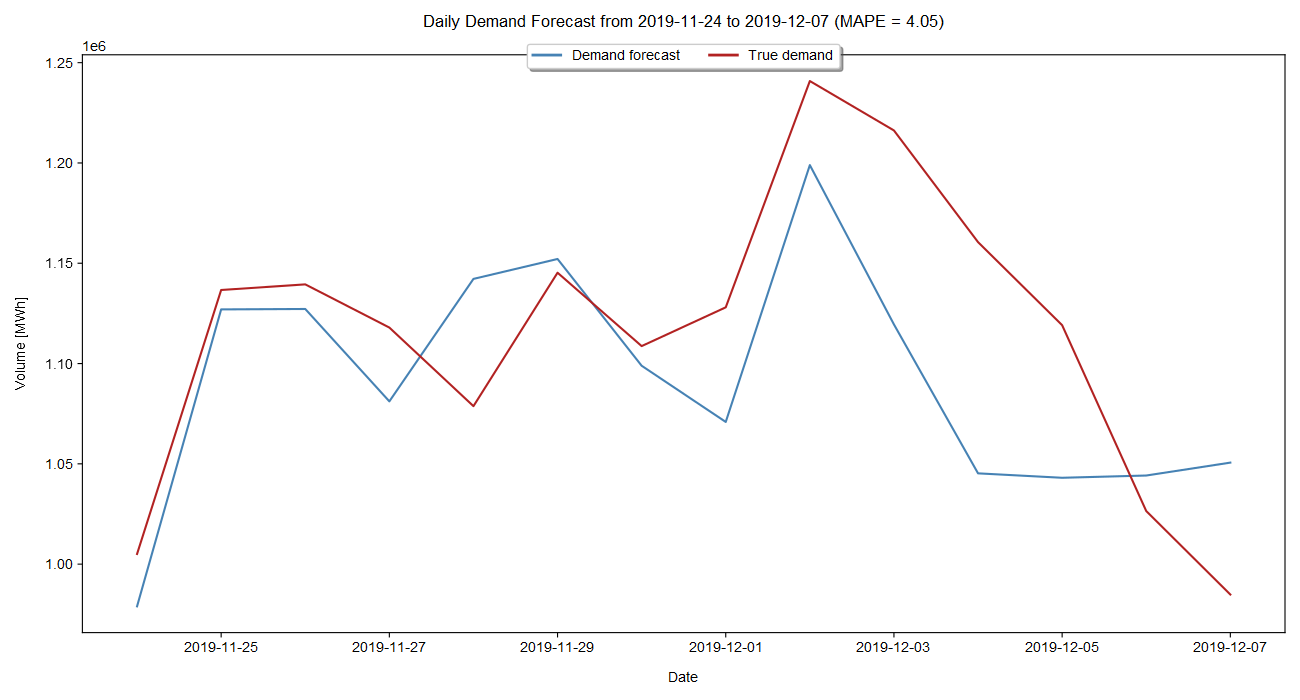 Daily Demand Forecast from 2019-11-24 to 2019-12-07 (MAPE = 4.05)
1e6
Demand forecast True demand
1.25
1.20
1.15
1.10
1.05
1.00
Volume [MWh]
2019-11-25 2019-11-27 2019-11-29 2019-12-01 2019-12-03 2019-12-05 2019-12-07
Date